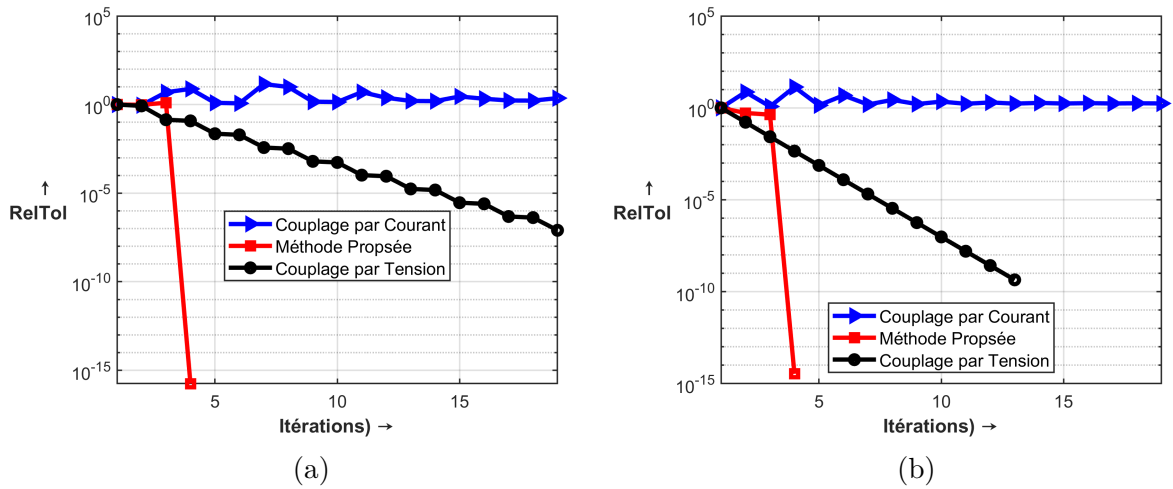 10^5
10^0
10^-5
10^-10
10^-15
↑
RelTol
Couplage par Courant
Méthode Propsée
Couplage par Tension
5
10
15
Itérations) →
(a)
10^5
10^0
10^-5
10^-10
10^-15
↑
RelTol
Couplage par Courant
Méthode Propsée
Couplage par Tension
5
10
15
Itérations) →
(b)